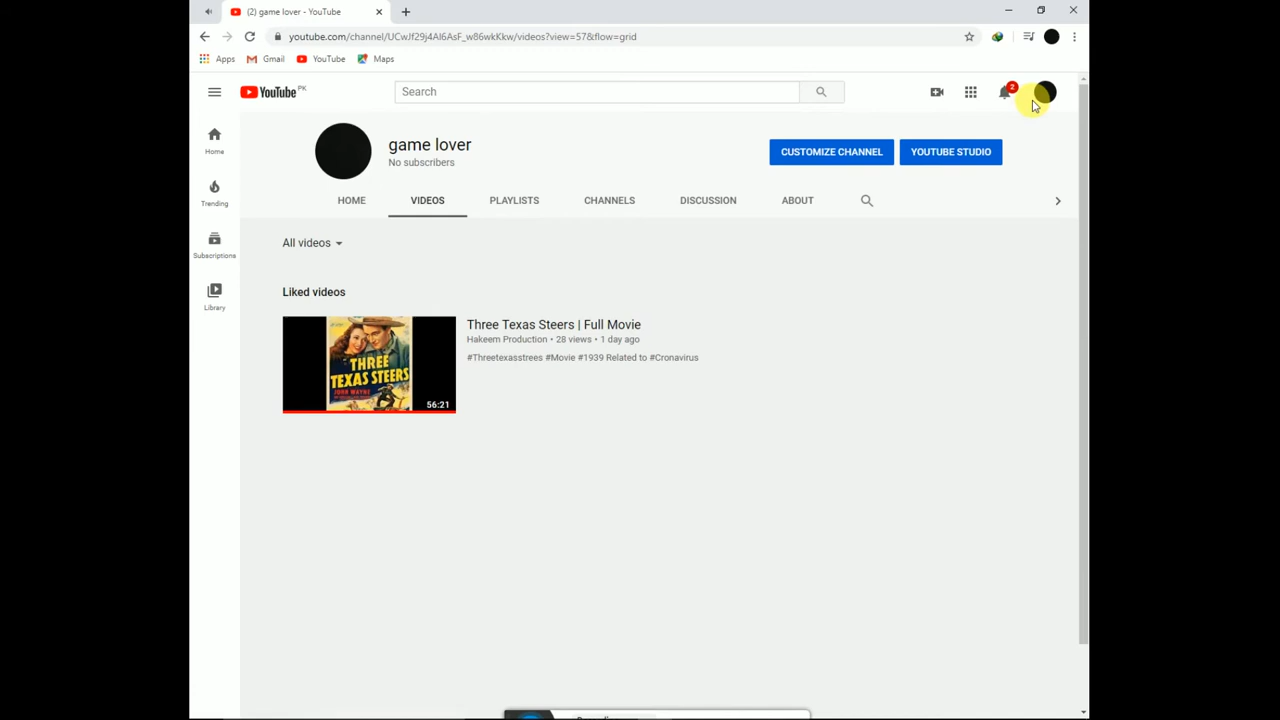 (2) game lover - YouTube
youtube.com/channel/UCwJf29j4Al6AsF_w86wkKkw/videos?view=57&flow=grid
Apps Gmail YouTube Maps
YouTube PK Search 2
Home
Trending
Subscriptions
Library
game lover
No subscribers
CUSTOMIZE CHANNEL YOUTUBE STUDIO
HOME VIDEOS PLAYLISTS CHANNELS DISCUSSION ABOUT
All videos
Liked videos
THREE
TEXAS STEERS
JOHN WAYNE
56:21
Three Texas Steers | Full Movie
Hakeem Production • 28 views • 1 day ago
#Threetexasstrees #Movie #1939 Related to #Cronavirus